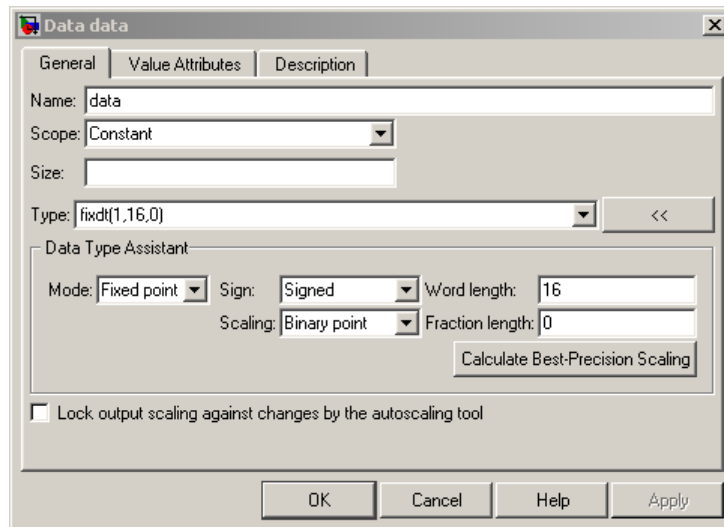 Data data
General Value Attributes Description
Name: data
Scope: Constant
Size:
Type: fixdt(1,16,0) <<
Data Type Assistant
Mode: Fixed point Sign: Signed Word length: 16
Scaling: Binary point Fraction length: 0
Calculate Best-Precision Scaling
Lock output scaling against changes by the autoscaling tool
OK Cancel Help Apply